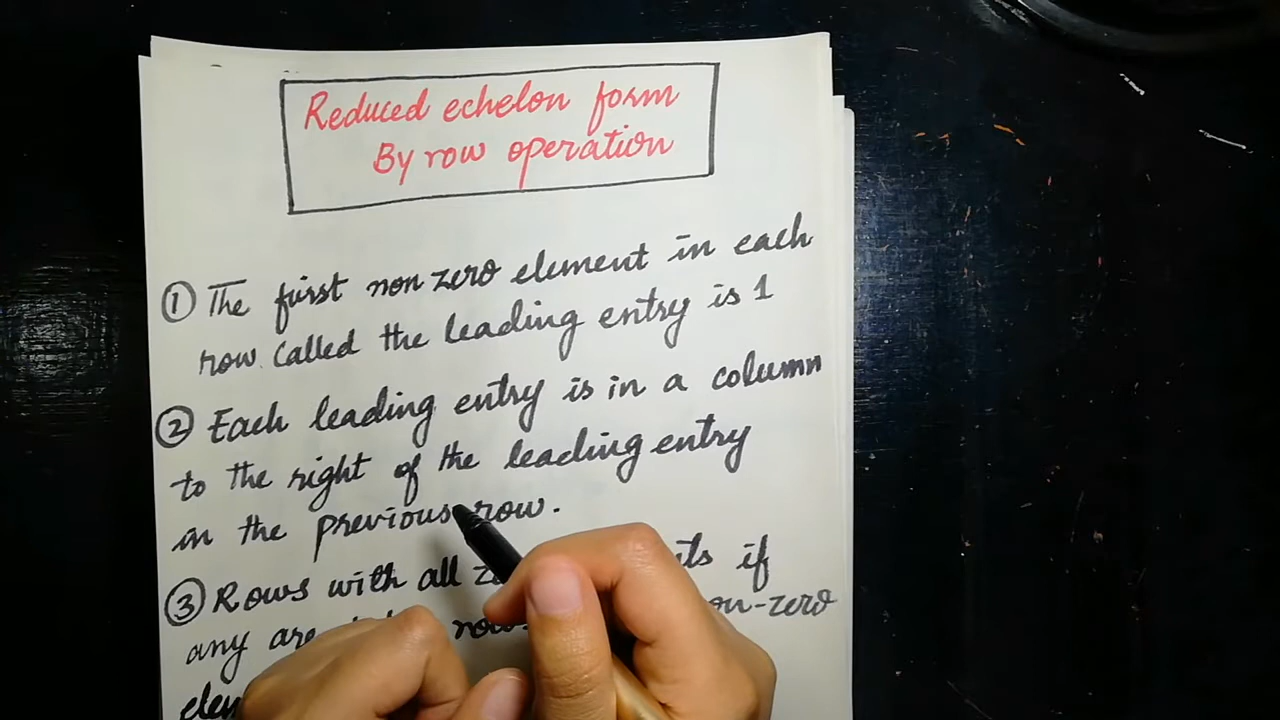 Reduced echelon form
By row operation
① The first non zero element in each
row called the leading entry is 1
② Each leading entry is in a column
to the right of the leading entry
in the previous row.
③ Rows with all if
any non-zero